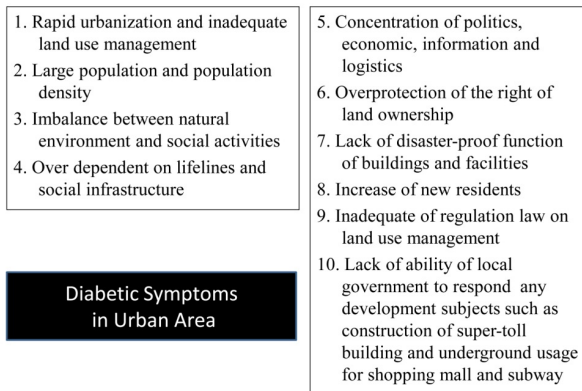 1. Rapid urbanization and inadequate
land use management
2. Large population and population
density
3. Imbalance between natural
environment and social activities
4. Over dependent on lifelines and
social infrastructure
5. Concentration of politics,
economic, information and
logistics
6. Overprotection of the right of
land ownership
7. Lack of disaster-proof function
of buildings and facilities
8. Increase of new residents
9. Inadequate of regulation law on
land use management
10. Lack of ability of local
government to respond any
development subjects such as
construction of super-toll
building and underground usage
for shopping mall and subway
Diabetic Symptoms
in Urban Area